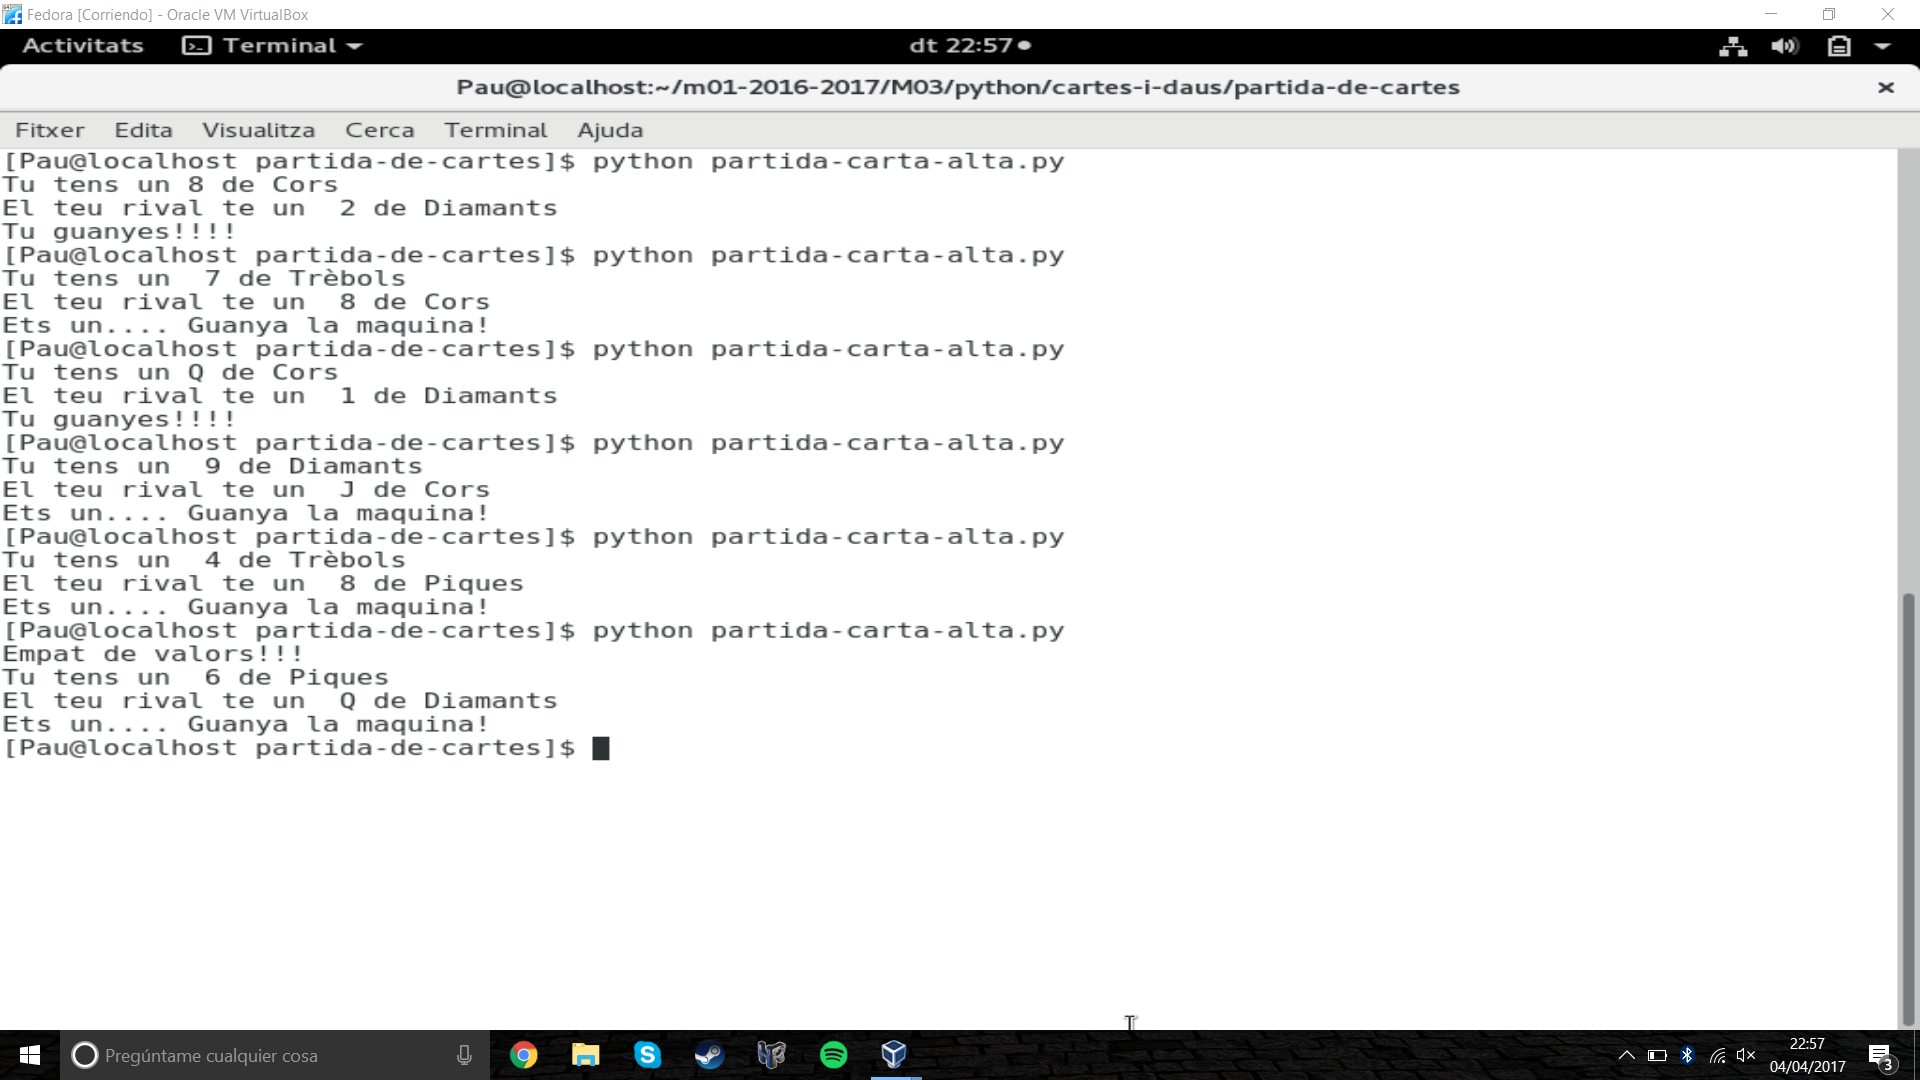 Fedora [Corriendo] - Oracle VM VirtualBox
Activitats Terminal dt 22:57
Pau@localhost:~/m01-2016-2017/M03/python/cartes-i-daus/partida-de-cartes
Fitxer Edita Visualitza Cerca Terminal Ajuda
[Pau@localhost partida-de-cartes]$ python partida-carta-alta.py
Tu tens un 8 de Cors
El teu rival te un  2 de Diamants
Tu guanyes!!!!
[Pau@localhost partida-de-cartes]$ python partida-carta-alta.py
Tu tens un  7 de Trèbols
El teu rival te un  8 de Cors
Ets un.... Guanya la maquina!
[Pau@localhost partida-de-cartes]$ python partida-carta-alta.py
Tu tens un Q de Cors
El teu rival te un  1 de Diamants
Tu guanyes!!!!
[Pau@localhost partida-de-cartes]$ python partida-carta-alta.py
Tu tens un  9 de Diamants
El teu rival te un  J de Cors
Ets un.... Guanya la maquina!
[Pau@localhost partida-de-cartes]$ python partida-carta-alta.py
Tu tens un  4 de Trèbols
El teu rival te un  8 de Piques
Ets un.... Guanya la maquina!
[Pau@localhost partida-de-cartes]$ python partida-carta-alta.py
Empat de valors!!!
Tu tens un  6 de Piques
El teu rival te un  Q de Diamants
Ets un.... Guanya la maquina!
[Pau@localhost partida-de-cartes]$
Pregúntame cualquier cosa
22:57
04/04/2017
3